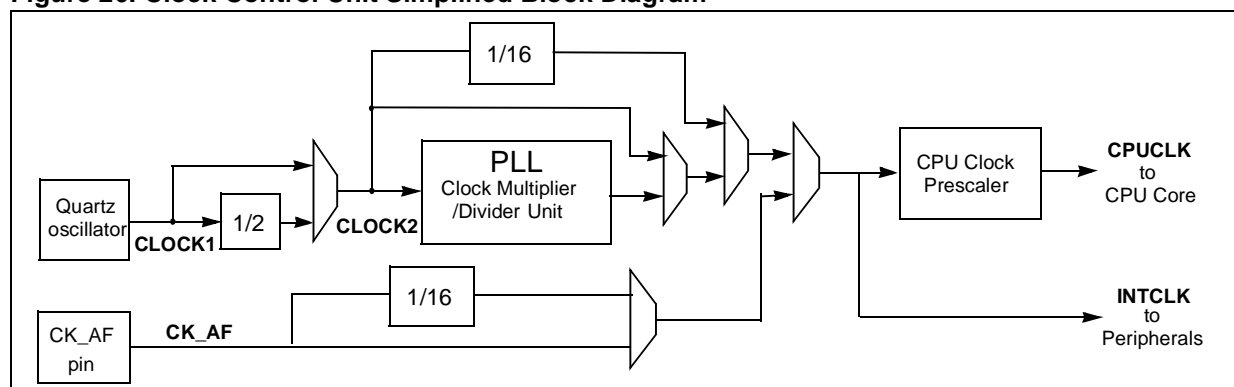 Figure Clock Control Unit Simplified Block Diagram
1/16
PLL
Clock Multiplier
/Divider Unit
CPU Clock
Prescaler
CPUCLK
to
CPU Core
Quartz
oscillator
CLOCK1
1/2
CLOCK2
1/16
CK_AF
pin
CK_AF
INTCLK
to
Peripherals